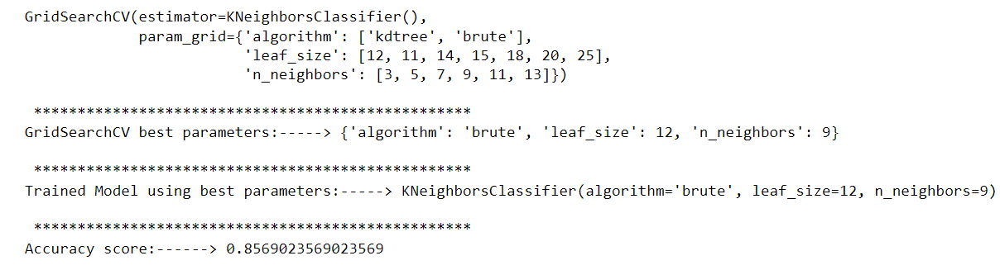 GridSearchCV(estimator=KNeighborsClassifier(),
             param_grid={'algorithm': ['kdtree', 'brute'],
                         'leaf_size': [12, 11, 14, 15, 18, 20, 25],
                         'n_neighbors': [3, 5, 7, 9, 11, 13]})
**************************************************
GridSearchCV best parameters:-----> {'algorithm': 'brute', 'leaf_size': 12, 'n_neighbors': 9}
**************************************************
Trained Model using best parameters:-----> KNeighborsClassifier(algorithm='brute', leaf_size=12, n_neighbors=9)
**************************************************
Accuracy score:------> 0.8569023569023569